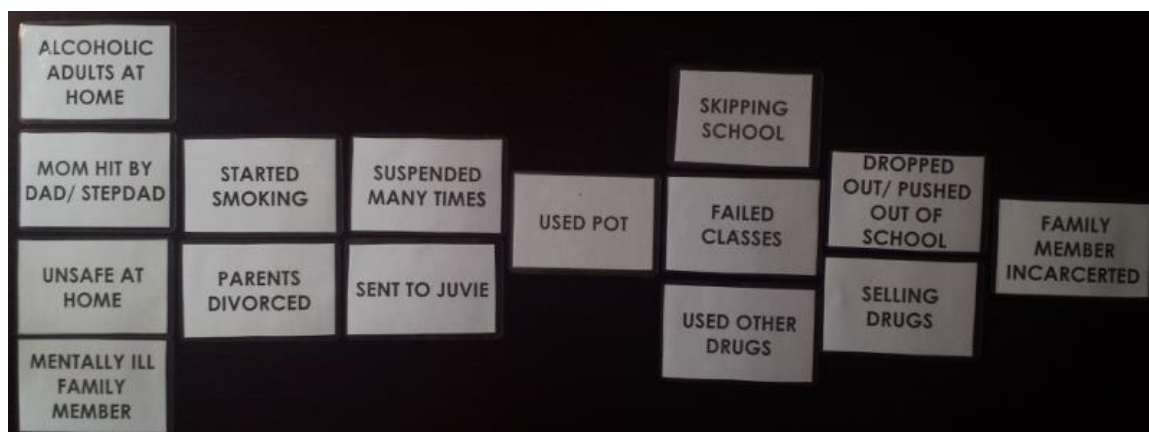 ALCOHOLIC
ADULTS AT
HOME
MOM HIT BY
DAD/ STEPDAD
UNSAFE AT
HOME
MENTALLY ILL
FAMILY
MEMBER
STARTED
SMOKING
PARENTS
DIVORCED
SUSPENDED
MANY TIMES
SENT TO JUVIE
USED POT
SKIPPING
SCHOOL
FAILED
CLASSES
USED OTHER
DRUGS
DROPPED
OUT/ PUSHED
OUT OF
SCHOOL
SELLING
DRUGS
FAMILY
MEMBER
INCARCERTED